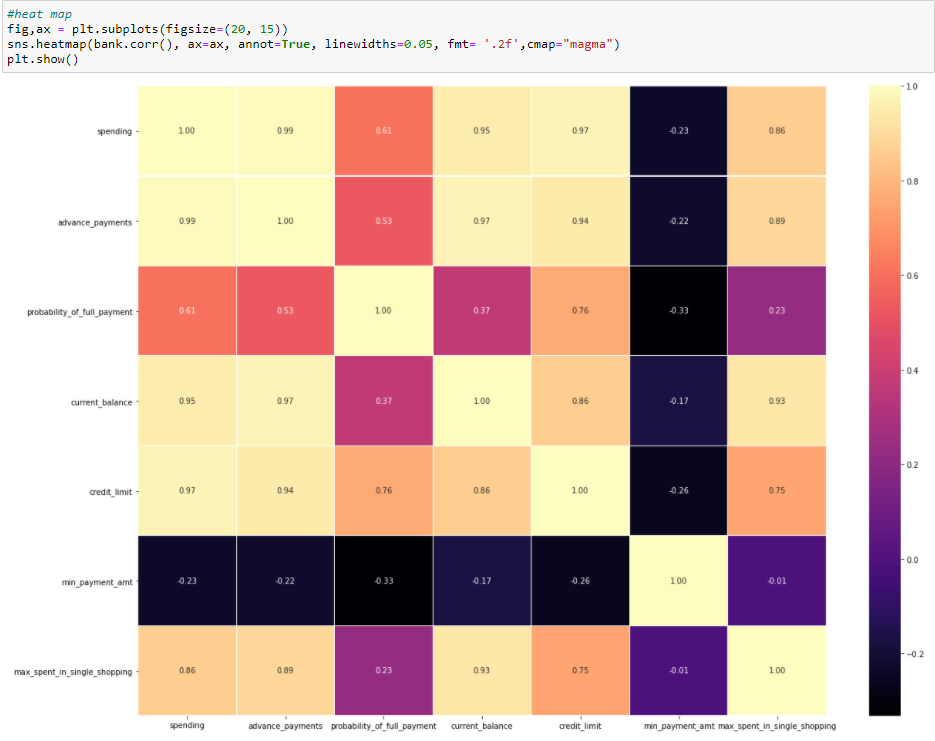 #heat map
fig,ax = plt.subplots(figsize=(20, 15))
sns.heatmap(bank.corr(), ax=ax, annot=True, linewidths=0.05, fmt= '.2f',cmap="magma")
plt.show()
1.0
spending 1.00 0.99 0.61 0.95 0.97 -0.23 0.86
0.8
advance_payments 0.99 1.00 0.53 0.97 0.94 -0.22 0.89
0.6
probability_of_full_payment 0.61 0.53 1.00 0.37 0.76 -0.33 0.23
0.4
current_balance 0.95 0.97 0.37 1.00 0.86 -0.17 0.93
0.2
credit_limit 0.97 0.94 0.76 0.86 1.00 -0.26 0.75
0.0
min_payment_amt -0.23 -0.22 -0.33 -0.17 -0.26 1.00 -0.01
-0.2
max_spent_in_single_shopping 0.86 0.89 0.23 0.93 0.75 -0.01 1.00
spending advance_payments probability_of_full_payment current_balance credit_limit min_payment_amt max_spent_in_single_shopping